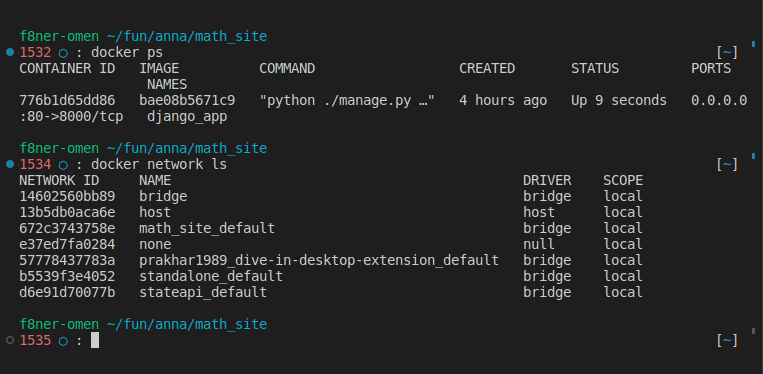 f8ner-omen ~/fun/anna/math_site
1532 ○ : docker ps [~]
CONTAINER ID   IMAGE          COMMAND                  CREATED       STATUS         PORTS
                NAMES
776b1d65dd86   bae08b5671c9   "python ./manage.py …"   4 hours ago   Up 9 seconds   0.0.0.0
:80->8000/tcp   django_app
f8ner-omen ~/fun/anna/math_site
1534 ○ : docker network ls [~]
NETWORK ID     NAME                                            DRIVER    SCOPE
14602560bb89   bridge                                          bridge    local
13b5db0aca6e   host                                            host      local
672c3743758e   math_site_default                               bridge    local
e37ed7fa0284   none                                            null      local
57778437783a   prakhar1989_dive-in-desktop-extension_default   bridge    local
b5539f3e4052   standalone_default                              bridge    local
d6e91d70077b   stateapi_default                                bridge    local
f8ner-omen ~/fun/anna/math_site
1535 ○ : [~]